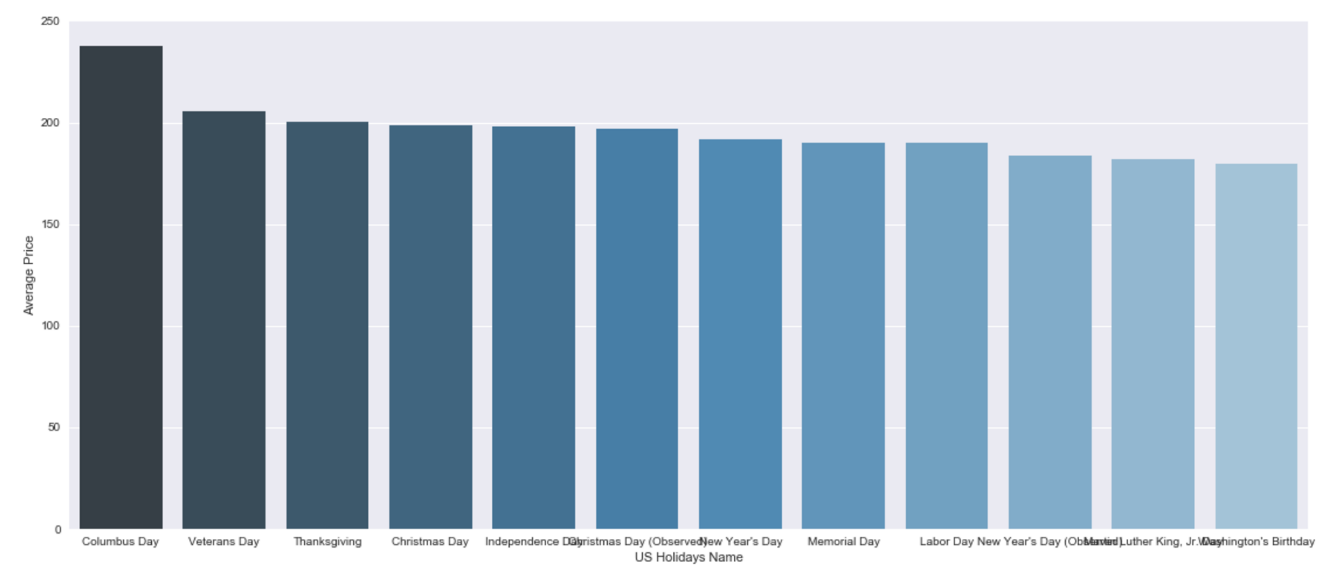 250
200
150
100
50
0
Average Price
Columbus Day
Veterans Day
Thanksgiving
Christmas Day
Independence Day
Christmas Day (Observed)
New Year's Day
Memorial Day
Labor Day
New Year's Day (Observed)
Martin Luther King, Jr. Day
Washington's Birthday
US Holidays Name